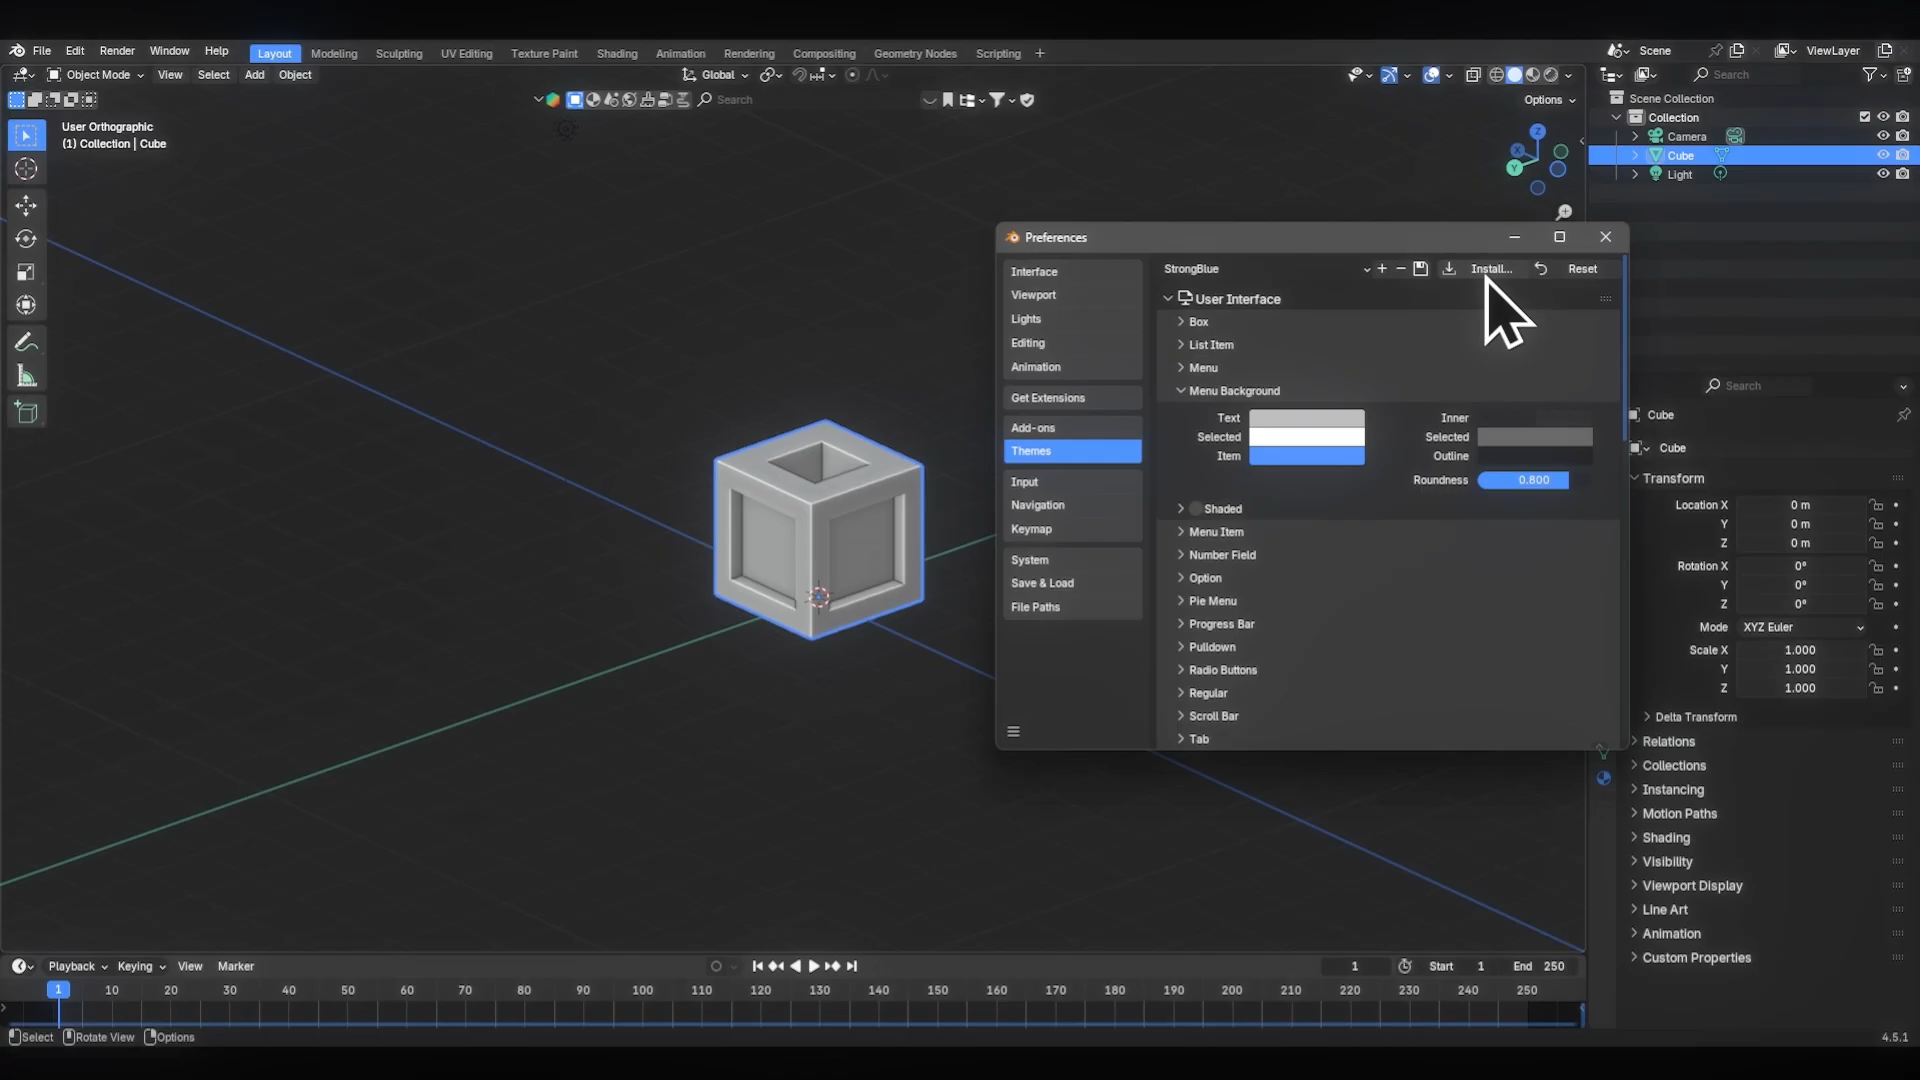 File Edit Render Window Help Layout Modeling Sculpting UV Editing Texture Paint Shading Animation Rendering Compositing Geometry Nodes Scripting + Scene ViewLayer
Object Mode View Select Add Object Global Search
Search Options
User Orthographic
(1) Collection | Cube
Scene Collection
Collection
Camera
Cube
Light
Z
X
Y
Preferences
Interface
Viewport
Lights
Editing
Animation
Get Extensions
Add-ons
Themes
Input
Navigation
Keymap
System
Save & Load
File Paths
StrongBlue Install... Reset
User Interface
Box
List Item
Menu
Menu Background
Text Inner
Selected Selected
Item Outline
Roundness 0.800
Shaded
Menu Item
Number Field
Option
Pie Menu
Progress Bar
Pulldown
Radio Buttons
Regular
Scroll Bar
Tab
Search
Cube
Cube
Transform
Location X 0 m
Y 0 m
Z 0 m
Rotation X 0°
Y 0°
Z 0°
Mode XYZ Euler
Scale X 1.000
Y 1.000
Z 1.000
Delta Transform
Relations
Collections
Instancing
Motion Paths
Shading
Visibility
Viewport Display
Line Art
Animation
Custom Properties
Playback Keying View Marker 1 Start 1 End 250
1 10 20 30 40 50 60 70 80 90 100 110 120 130 140 150 160 170 180 190 200 210 220 230 240 250
Select Rotate View Options 4.5.1